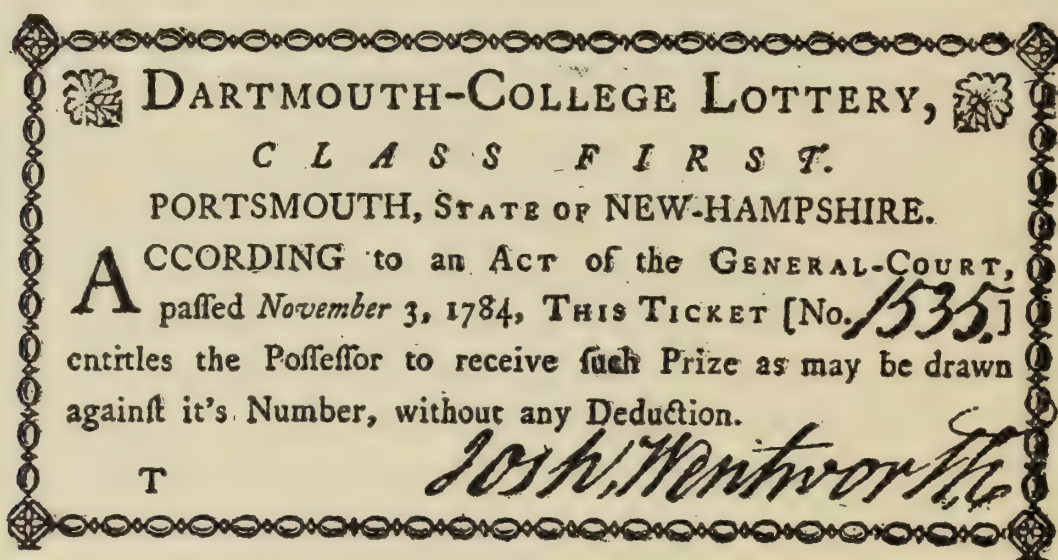 DARTMOUTH-COLLEGE LOTTERY,
CLASS FIRST.
PORTSMOUTH, STATE OF NEW-HAMPSHIRE.
ACCORDING to an ACT of the GENERAL-COURT,
paſſed November 3, 1784, THIS TICKET [No. 1535.]
entitles the Poſſeſſor to receive ſuch Prize as may be drawn
againſt it's Number, without any Deduction.
T Josh, Wentworth